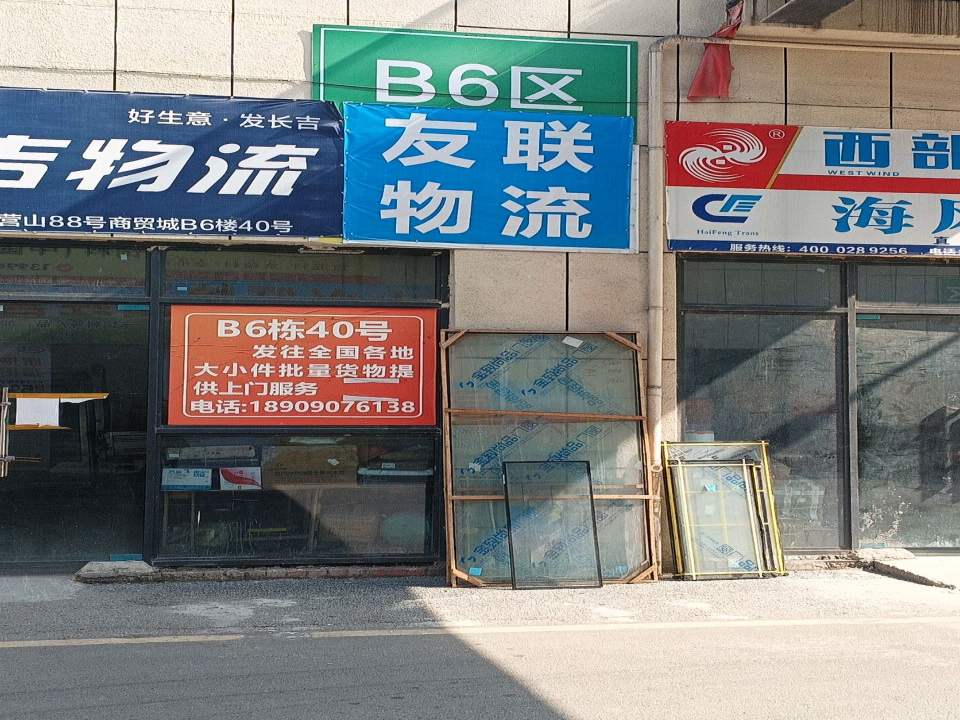 B6区
好生意·发长吉
吉物流
营山88号商贸城B6楼40号
友联
物流
®
西部
WEST WIND
CF
HaiFeng Trans
海风
服务热线：400 028 9256 电话
B6栋40号
发往全国各地
大小件批量货物提
供上门服务
电话:18909076138